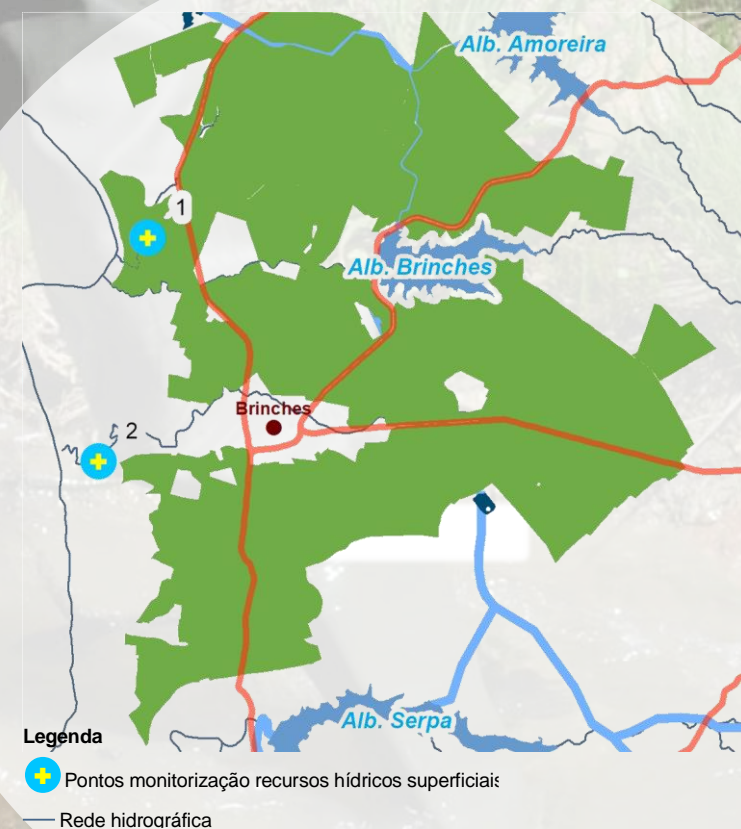 Alb. Amoreira
1
Alb. Brinches
Brinches
2
Alb. Serpa
Legenda
Pontos monitorização recursos hídricos superficiais
Rede hidrográfica